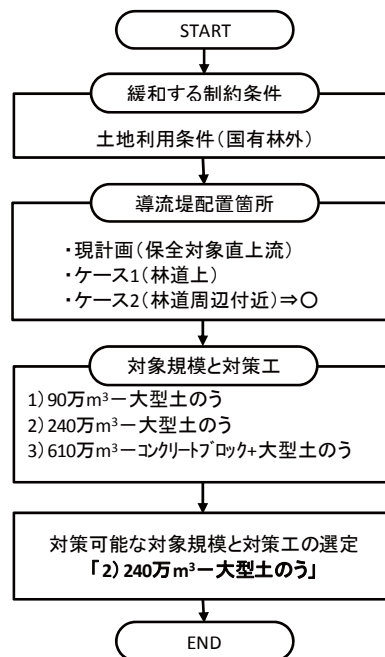 START
緩和する制約条件
土地利用条件(国有林外)
導流堤配置箇所
・現計画(保全対象直上流)
・ケース1(林道上)
・ケース2(林道周辺付近)⇒○
対象規模と対策工
1)90万m³−大型土のう
2)240万m³−大型土のう
3)610万m³−コンクリートブロック+大型土のう
対策可能な対象規模と対策工の選定
「2)240万m³−大型土のう」
END